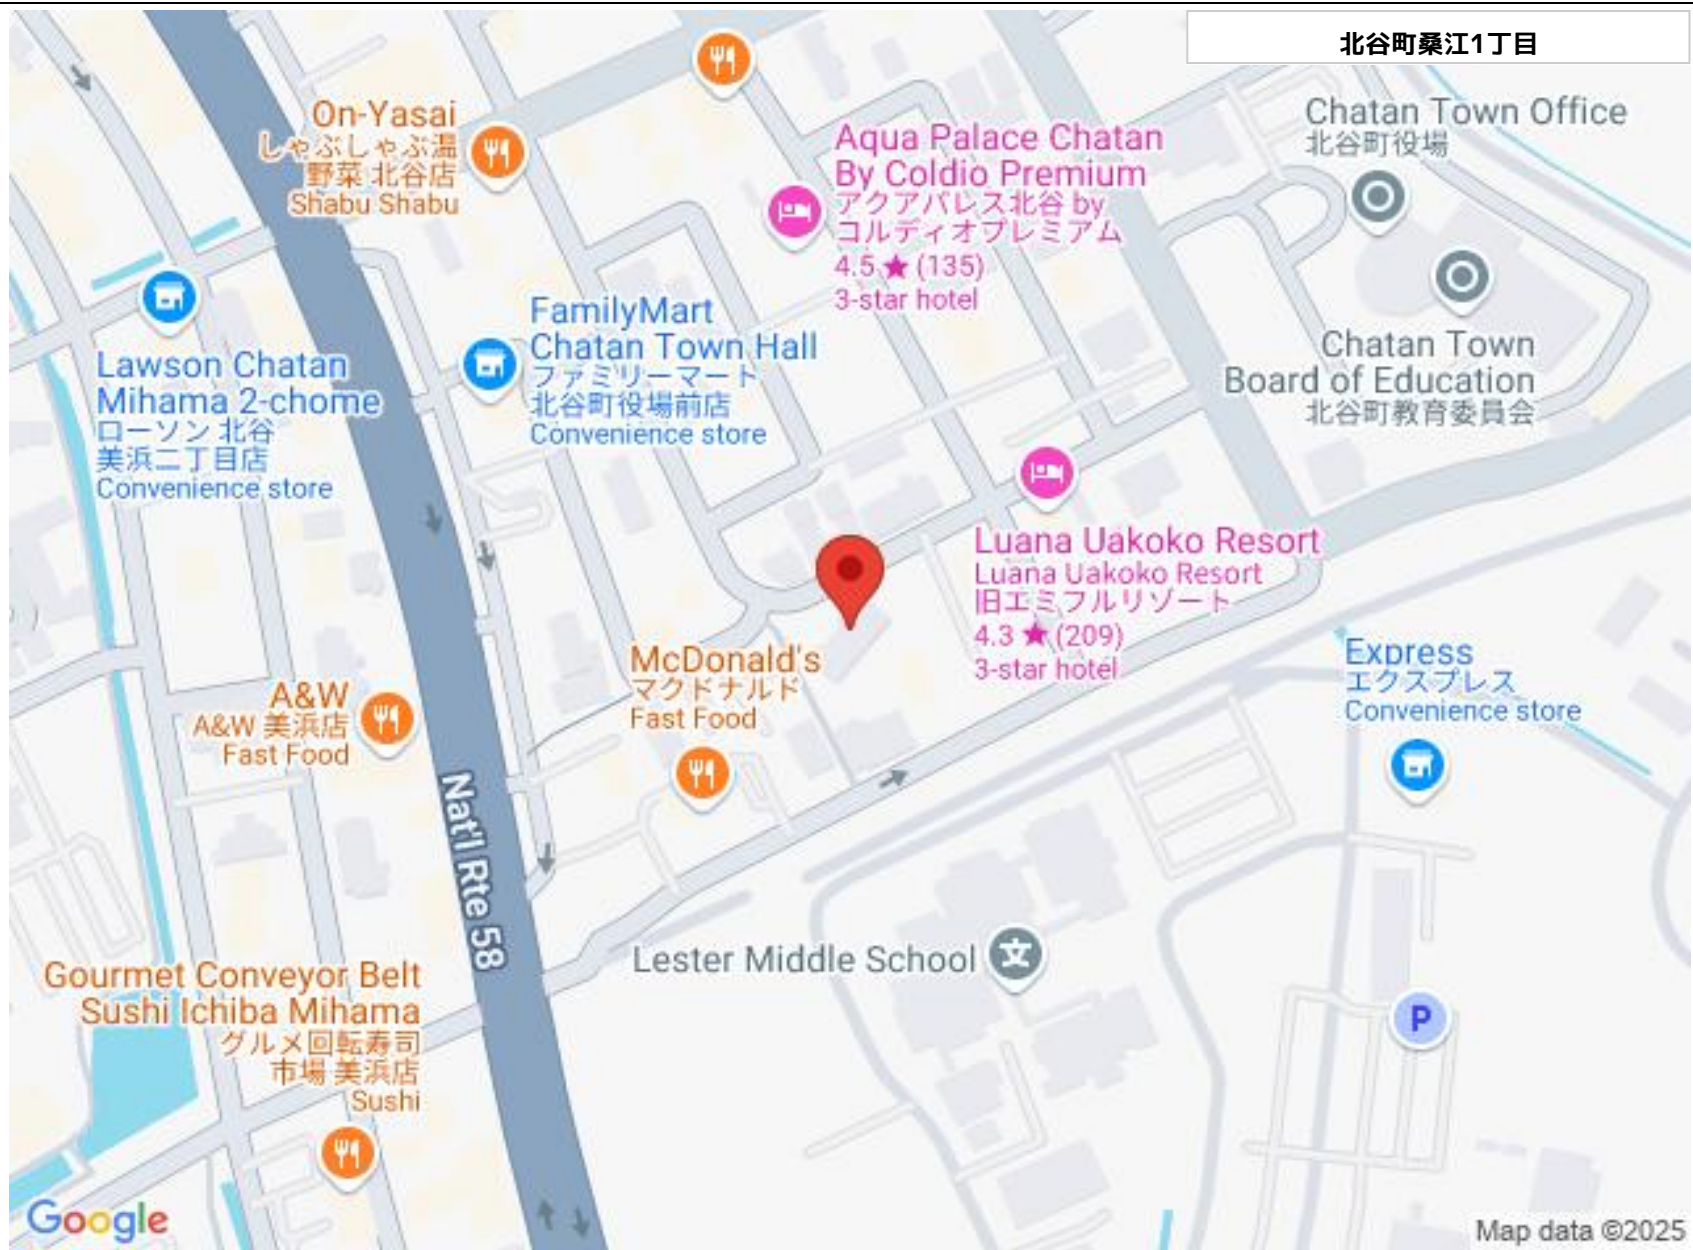 北谷町桑江1丁目
On-Yasai
しゃぶしゃぶ温
野菜 北谷店
Shabu Shabu
Aqua Palace Chatan
By Coldio Premium
アクアパレス北谷 by
コルディオプレミアム
4.5 ★ (135)
3-star hotel
Chatan Town Office
北谷町役場
FamilyMart
Chatan Town Hall
ファミリーマート
北谷町役場前店
Convenience store
Lawson Chatan
Mihama 2-chome
ローソン 北谷
美浜二丁目店
Convenience store
Chatan Town
Board of Education
北谷町教育委員会
Luana Uakoko Resort
Luana Uakoko Resort
旧エミフルリゾート
4.3 ★ (209)
3-star hotel
McDonald's
マクドナルド
Fast Food
A&W
A&W 美浜店
Fast Food
Express
エクスプレス
Convenience store
Nat'l Rte 58
Lester Middle School
文
Gourmet Conveyor Belt
Sushi Ichiba Mihama
グルメ回転寿司
市場 美浜店
Sushi
P
Google
Map data ©2025